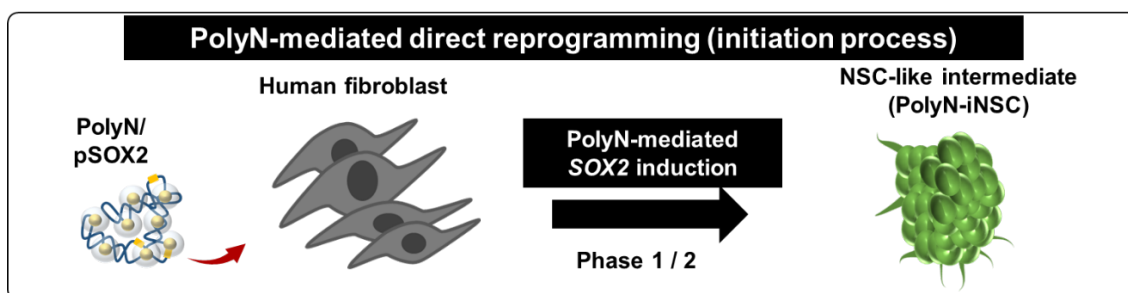 PolyN-mediated direct reprogramming (initiation process)
Human fibroblast
NSC-like intermediate
(PolyN-iNSC)
PolyN/
pSOX2
PolyN-mediated
SOX2 induction
Phase 1 / 2